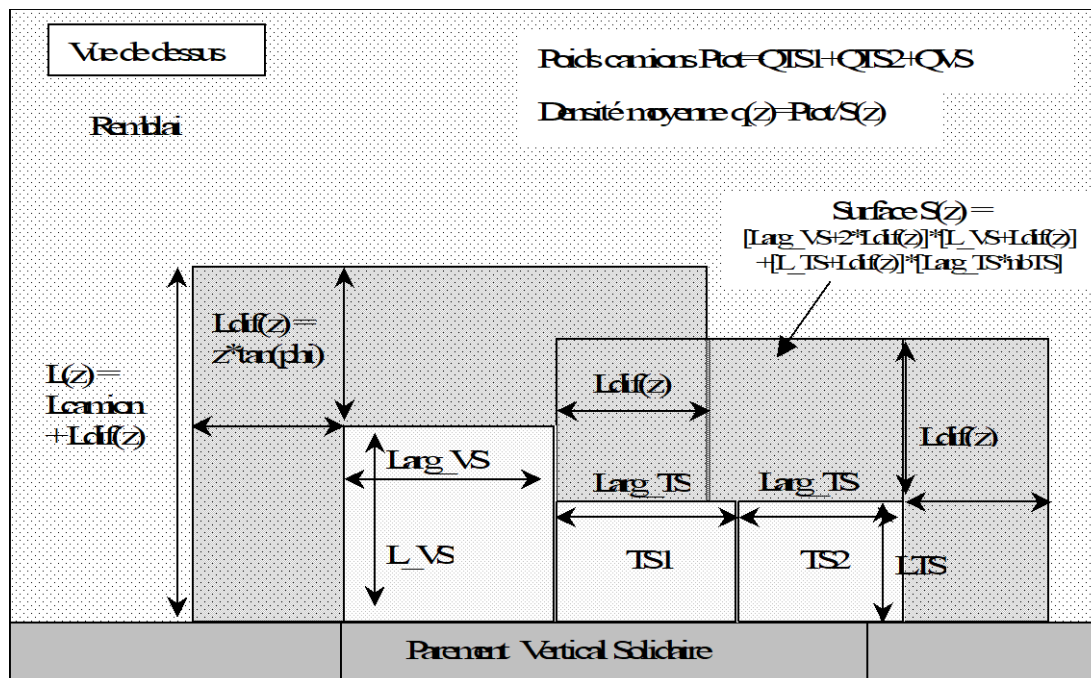 Vue de dessus
Poids camions Ptot=QTS1+QTS2+QVS
Densité moyenne q(z)=Ptot/S(z)
Remblai
Surface S(z) =
[Larg_VS+2*Ldif(z)]*[L_VS+Ldif(z)]
+[L_TS+Ldif(z)]*[Larg_TS*nbTS]
Ldif(z) =
z*tan(phi)
L(z) =
Lcamion
+Ldif(z)
Ldif(z)
Ldif(z)
Larg_VS
Larg_TS
Larg_TS
L_VS
TS1
TS2
LTS
Parement Vertical Solidaire